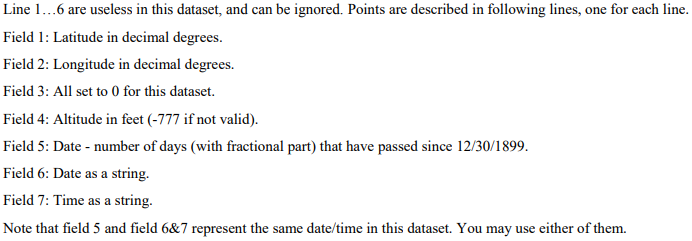 Line 1…6 are useless in this dataset, and can be ignored. Points are described in following lines, one for each line.
Field 1: Latitude in decimal degrees.
Field 2: Longitude in decimal degrees.
Field 3: All set to 0 for this dataset.
Field 4: Altitude in feet (-777 if not valid).
Field 5: Date - number of days (with fractional part) that have passed since 12/30/1899.
Field 6: Date as a string.
Field 7: Time as a string.
Note that field 5 and field 6&7 represent the same date/time in this dataset. You may use either of them.